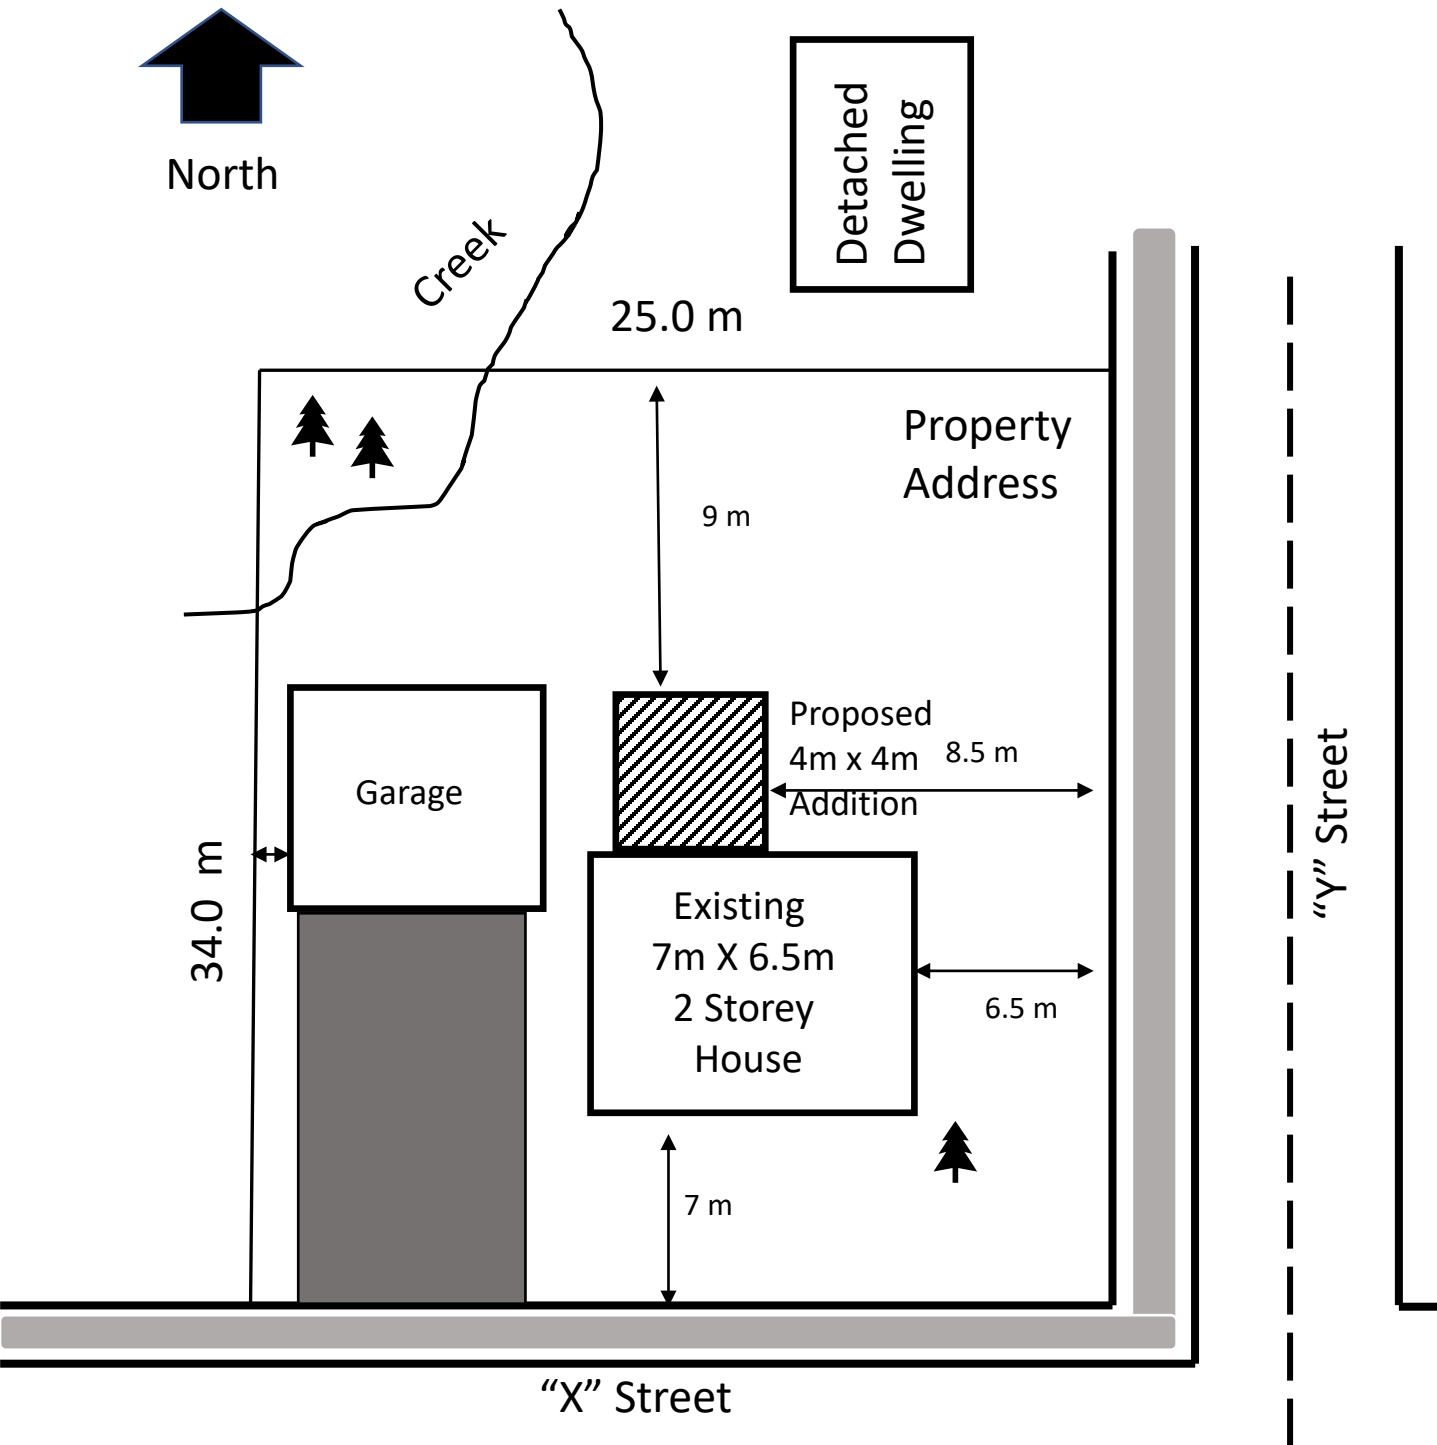 North
Creek
Detached
Dwelling
25.0 m
Property
Address
9 m
Proposed
4m x 4m
Addition
8.5 m
Garage
34.0 m
Existing
7m X 6.5m
2 Storey
House
6.5 m
7 m
“Y” Street
“X” Street